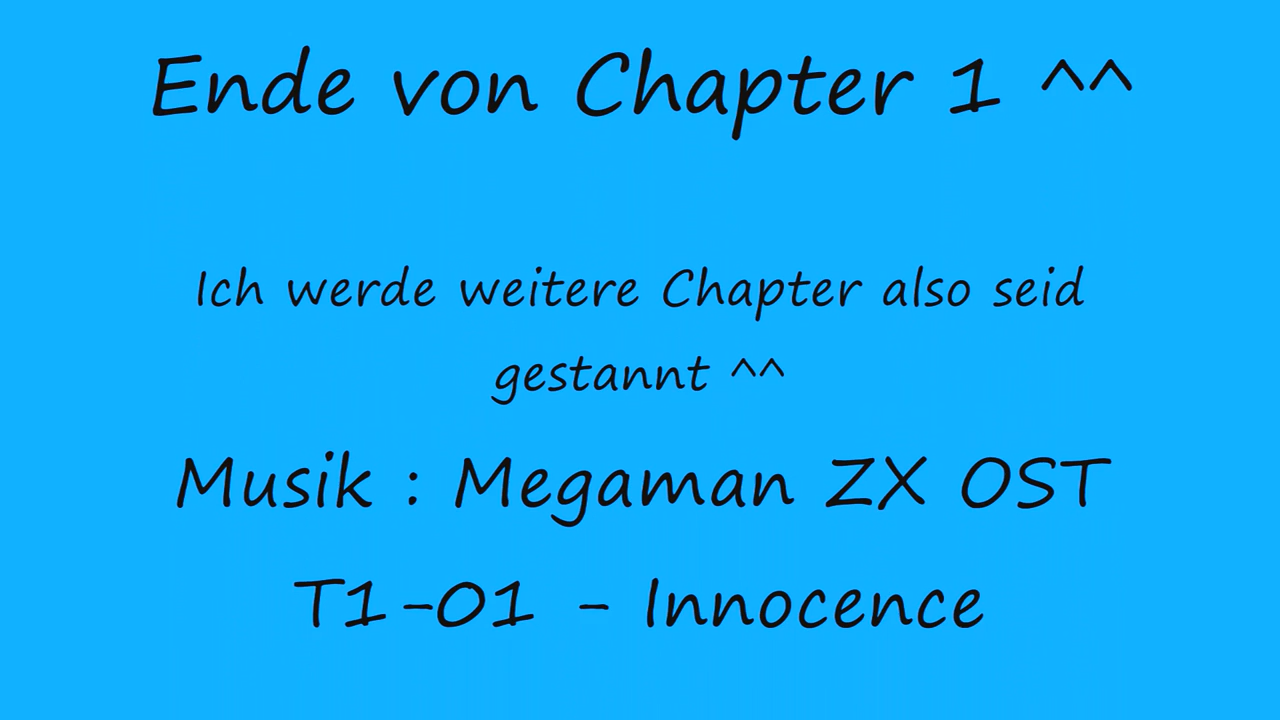 Ende von Chapter 1 ^^
Ich werde weitere Chapter also seid
gestannt ^^
Musik : Megaman ZX OST
T1-01 - Innocence